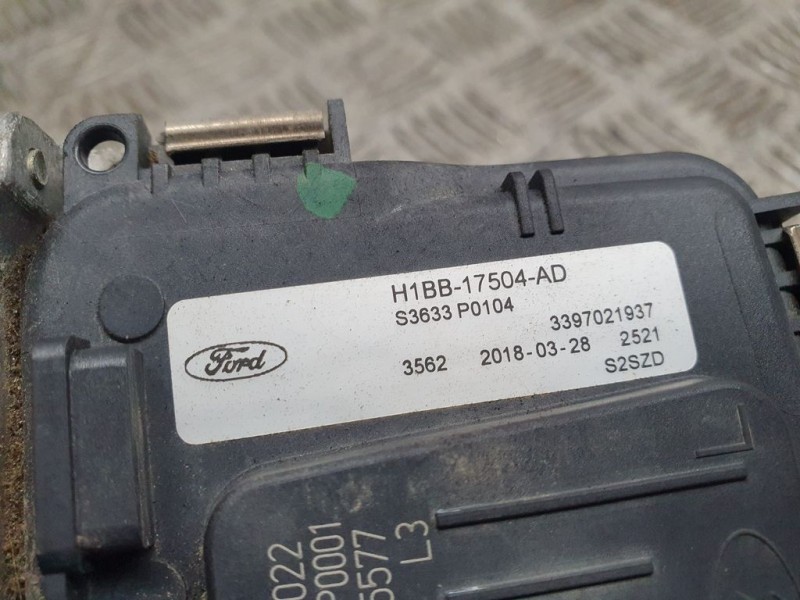 H1BB-17504-AD
S3633 P0104
3397021937
Ford
3562 2018-03-28 2521
S2SZD
022
P0001
5577
L3